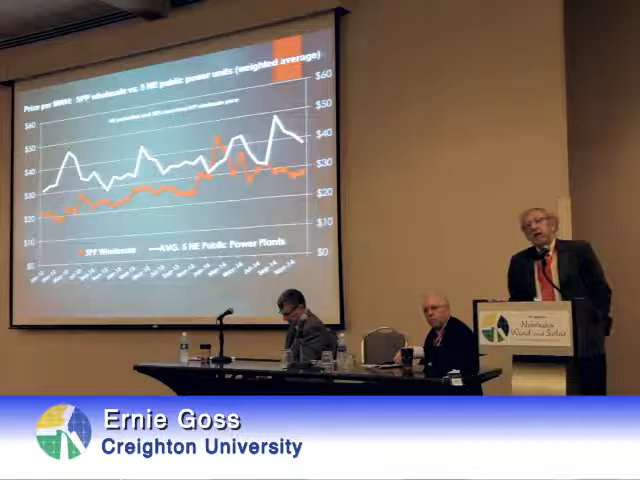 Price per MWH: SPP wholesale vs. 5 NE public power units (weighted average)
$60 $60
$50 $50
$40 $40
$30 $30
$20 $20
$10 $10
$0 $0
SPP Wholesale AVG. 5 NE Public Power Plants
Nebraska
Wind and Solar
Ernie Goss
Creighton University